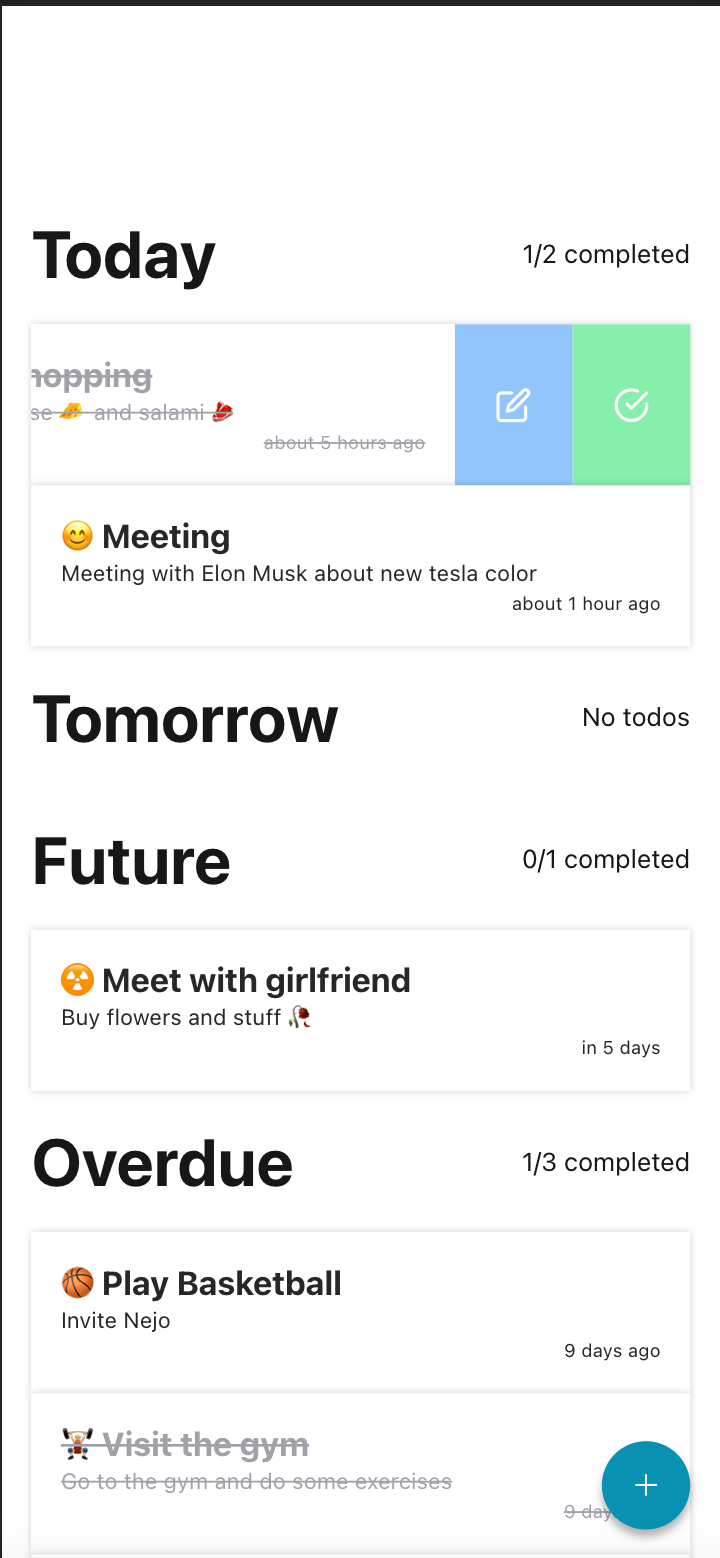 Today
1/2 completed
hopping
se 🧀 and salami 🥩
about 5 hours ago
😊 Meeting
Meeting with Elon Musk about new tesla color
about 1 hour ago
Tomorrow
No todos
Future
0/1 completed
☢️ Meet with girlfriend
Buy flowers and stuff 🥀
in 5 days
Overdue
1/3 completed
🏀 Play Basketball
Invite Nejo
9 days ago
🏋️ Visit the gym
Go to the gym and do some exercises
9 day